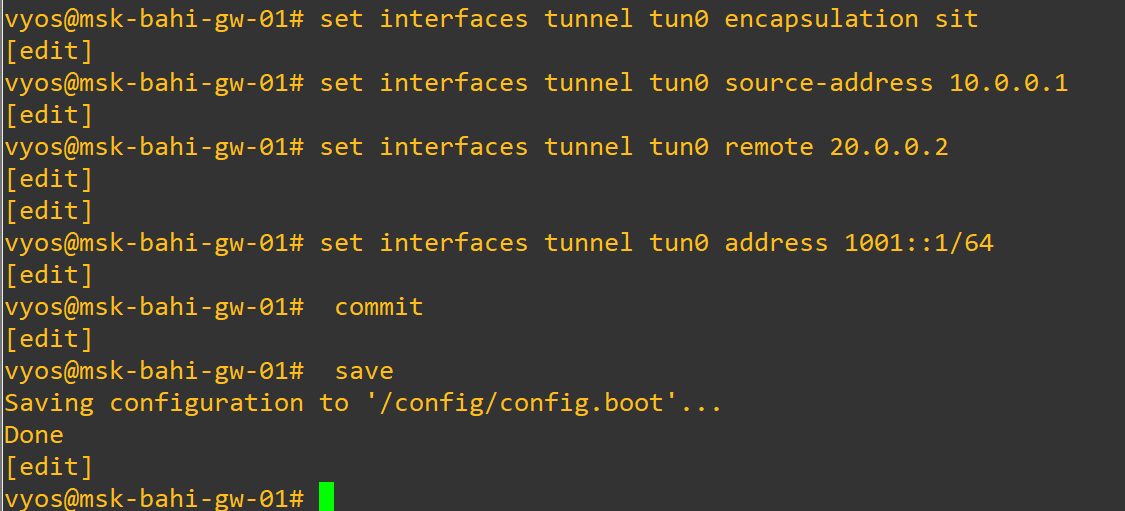 vyos@msk-bahi-gw-01# set interfaces tunnel tun0 encapsulation sit
[edit]
vyos@msk-bahi-gw-01# set interfaces tunnel tun0 source-address 10.0.0.1
[edit]
vyos@msk-bahi-gw-01# set interfaces tunnel tun0 remote 20.0.0.2
[edit]
[edit]
vyos@msk-bahi-gw-01# set interfaces tunnel tun0 address 1001::1/64
[edit]
vyos@msk-bahi-gw-01#  commit
[edit]
vyos@msk-bahi-gw-01#  save
Saving configuration to '/config/config.boot'...
Done
[edit]
vyos@msk-bahi-gw-01#